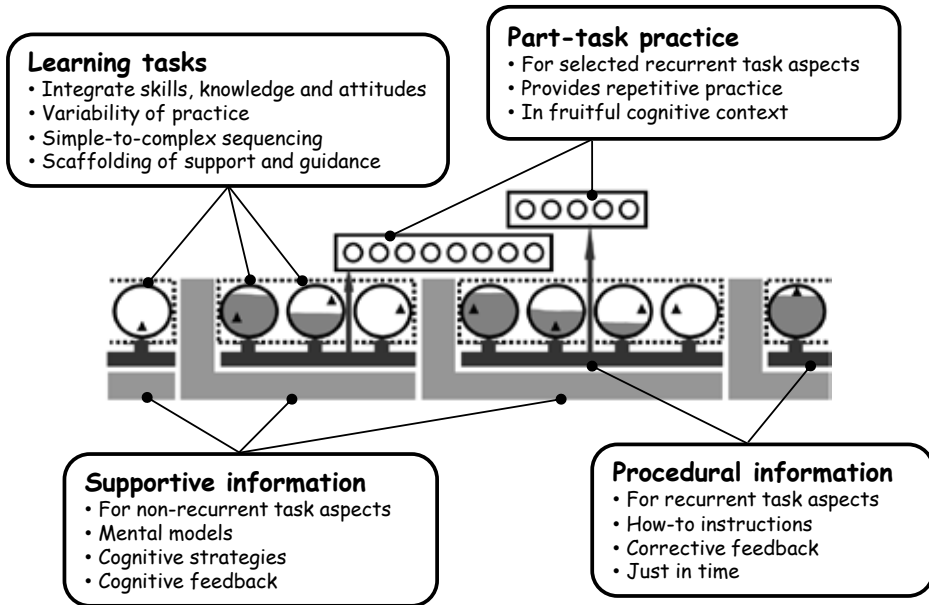 Learning tasks
• Integrate skills, knowledge and attitudes
• Variability of practice
• Simple-to-complex sequencing
• Scaffolding of support and guidance
Part-task practice
• For selected recurrent task aspects
• Provides repetitive practice
• In fruitful cognitive context
Supportive information
• For non-recurrent task aspects
• Mental models
• Cognitive strategies
• Cognitive feedback
Procedural information
• For recurrent task aspects
• How-to instructions
• Corrective feedback
• Just in time